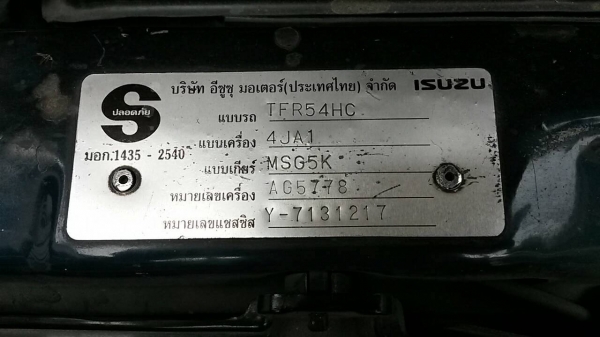 บริษัท อีซูซุ มอเตอร์(ประเทศไทย) จำกัด ISUZU
ปลอดภัย
แบบรถ TFR54HC
มอก.1435 - 2540
แบบเครื่อง 4JA1
แบบเกียร์ MSG5K
หมายเลขเครื่อง AG5778
หมายเลขแชสซิส Y-7131217